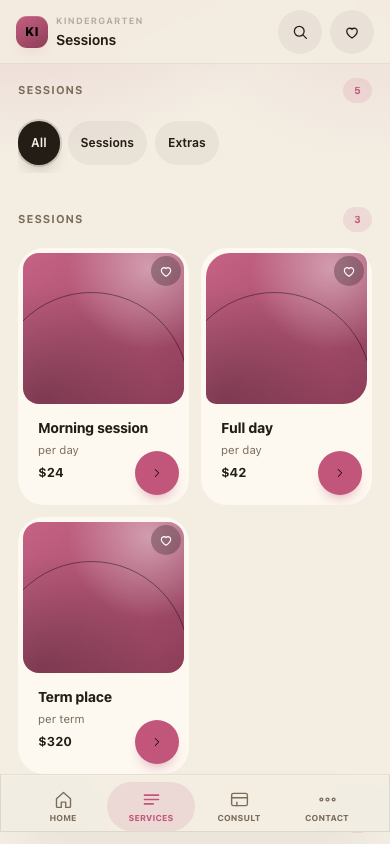 KI
KINDERGARTEN
Sessions
SESSIONS
5
All
Sessions
Extras
SESSIONS
3
Morning session
per day
$24
Full day
per day
$42
Term place
per term
$320
HOME
SERVICES
CONSULT
CONTACT